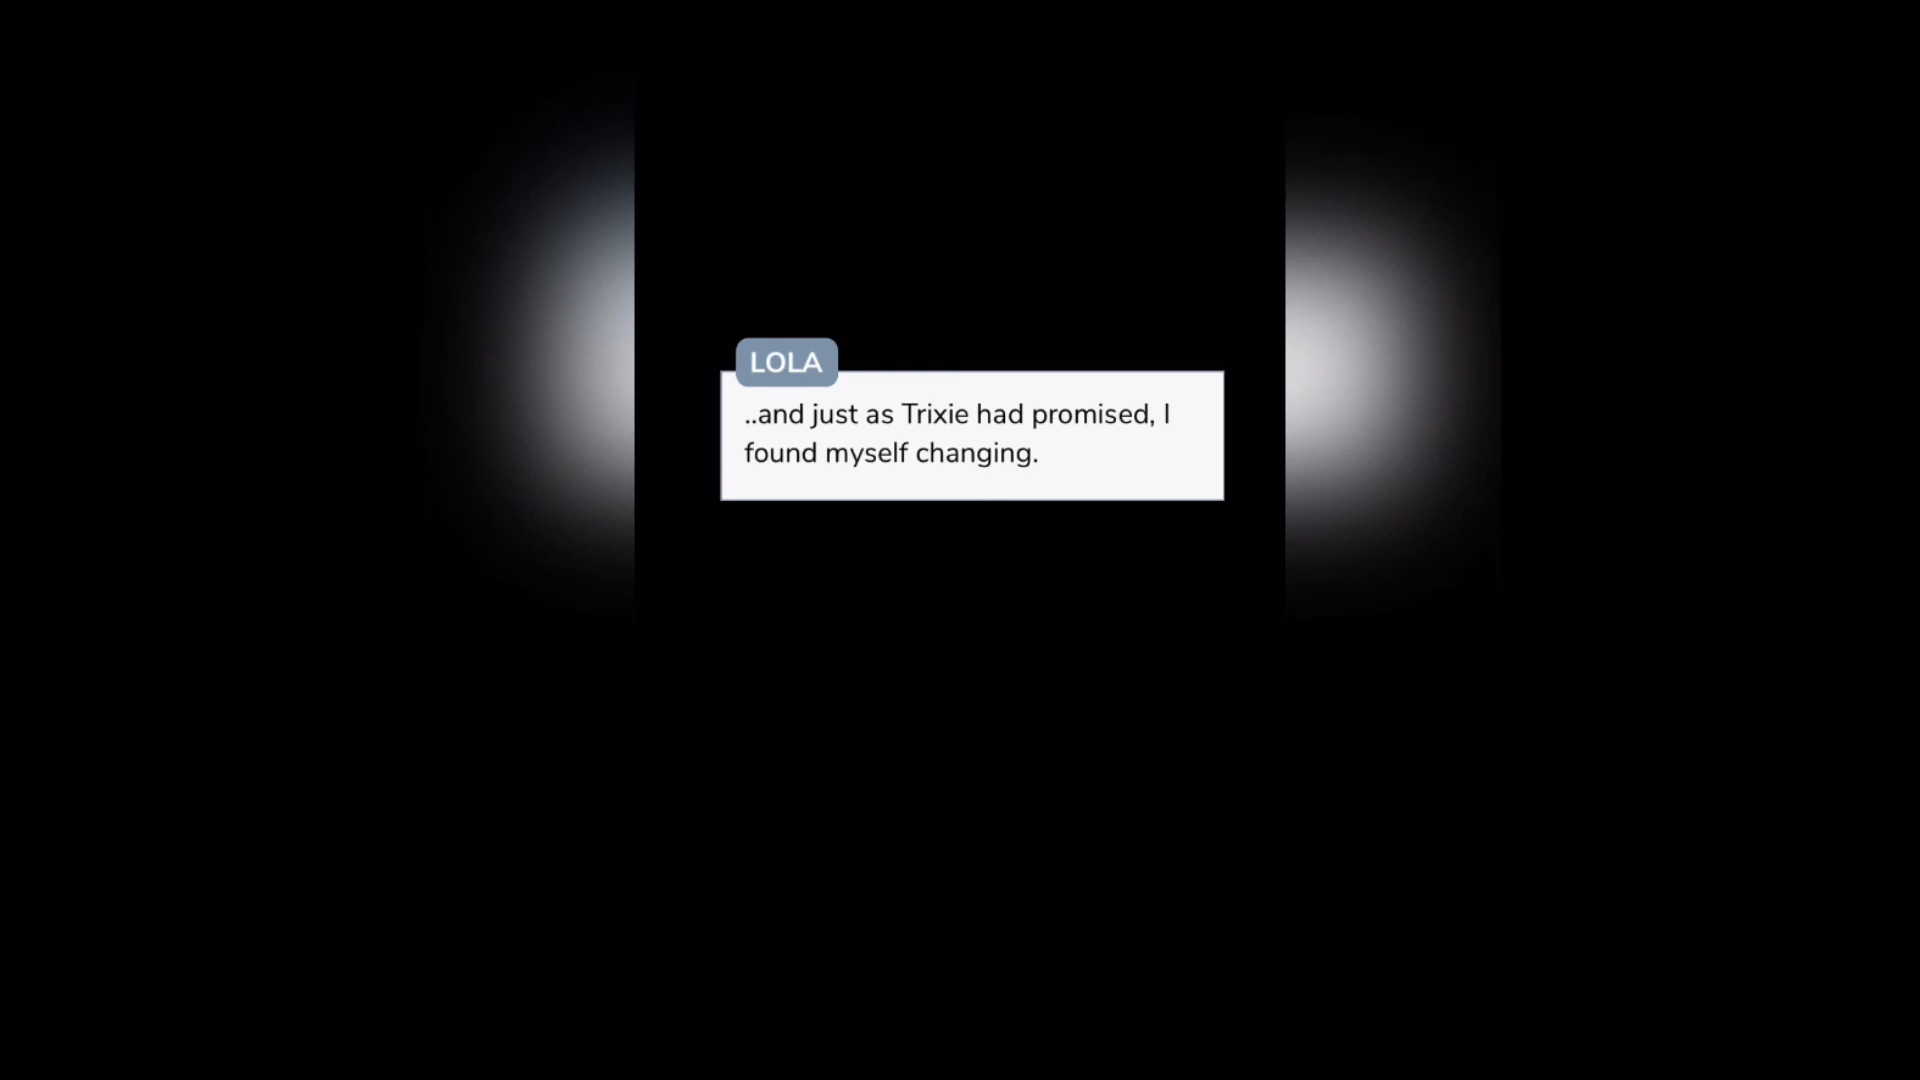 LOLA
..and just as Trixie had promised, I
found myself changing.